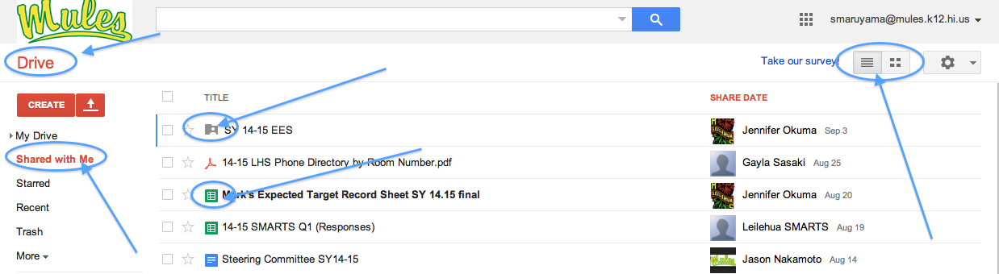 Mules
smaruyama@mules.k12.hi.us
Drive
Take our survey!
CREATE
TITLE
SHARE DATE
My Drive
SY 14-15 EES
Jennifer Okuma Sep 3
Shared with Me
14-15 LHS Phone Directory by Room Number.pdf
Gayla Sasaki Aug 25
Starred
Mark's Expected Target Record Sheet SY 14.15 final
Jennifer Okuma Aug 20
Recent
14-15 SMARTS Q1 (Responses)
Leilehua SMARTS Aug 19
Trash
Steering Committee SY14-15
Jason Nakamoto Aug 14
More